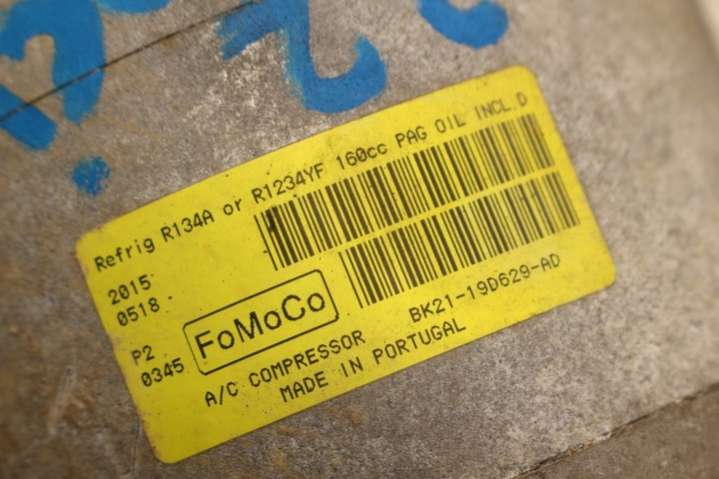 Refrig R134A or R1234YF 160cc PAG OIL INCL.D
2015
0518
P2
0345
FoMoCo
A/C COMPRESSOR BK21-19D629-AD
MADE IN PORTUGAL